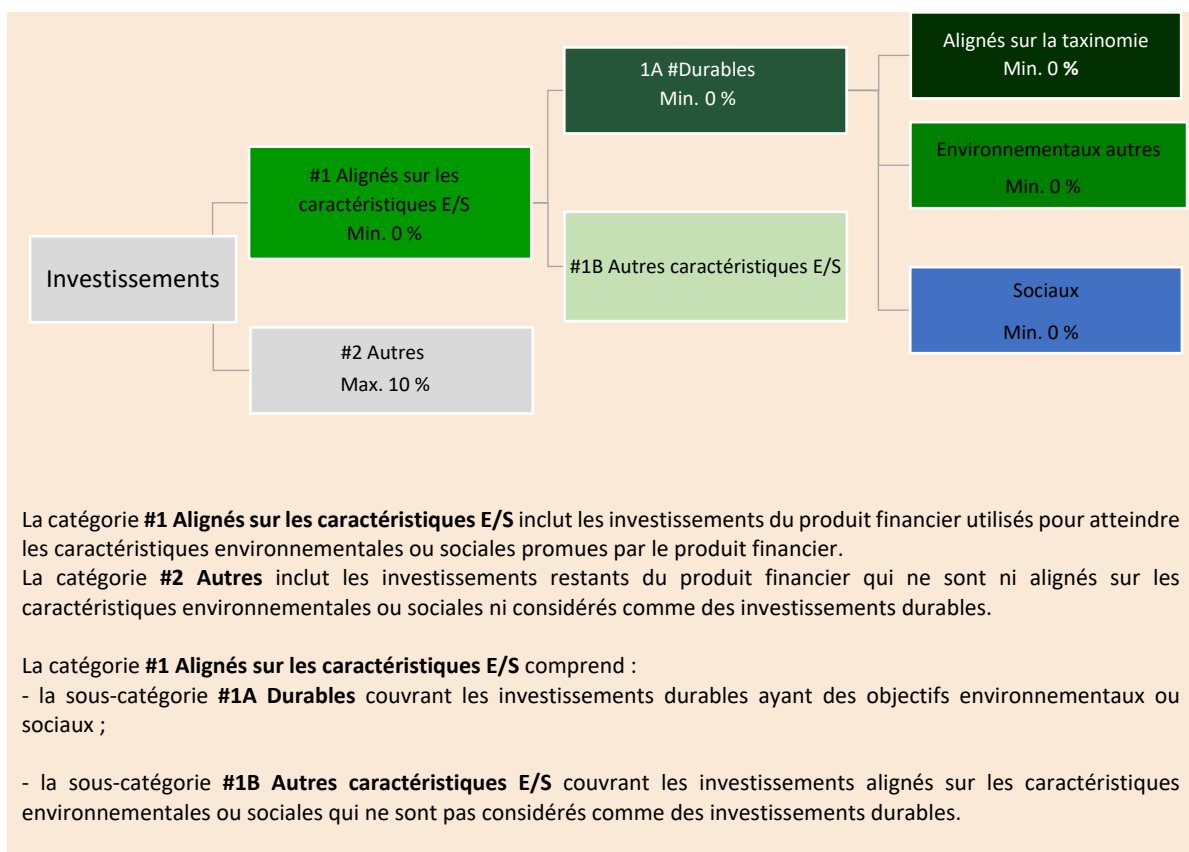 Investissements
#1 Alignés sur les
caractéristiques E/S
Min. 0 %
#2 Autres
Max. 10 %
1A #Durables
Min. 0 %
#1B Autres caractéristiques E/S
Alignés sur la taxinomie
Min. 0 %
Environnementaux autres
Min. 0 %
Sociaux
Min. 0 %
La catégorie #1 Alignés sur les caractéristiques E/S inclut les investissements du produit financier utilisés pour atteindre
les caractéristiques environnementales ou sociales promues par le produit financier.
La catégorie #2 Autres inclut les investissements restants du produit financier qui ne sont ni alignés sur les
caractéristiques environnementales ou sociales ni considérés comme des investissements durables.
La catégorie #1 Alignés sur les caractéristiques E/S comprend :
- la sous-catégorie #1A Durables couvrant les investissements durables ayant des objectifs environnementaux ou
sociaux ;
- la sous-catégorie #1B Autres caractéristiques E/S couvrant les investissements alignés sur les caractéristiques
environnementales ou sociales qui ne sont pas considérés comme des investissements durables.